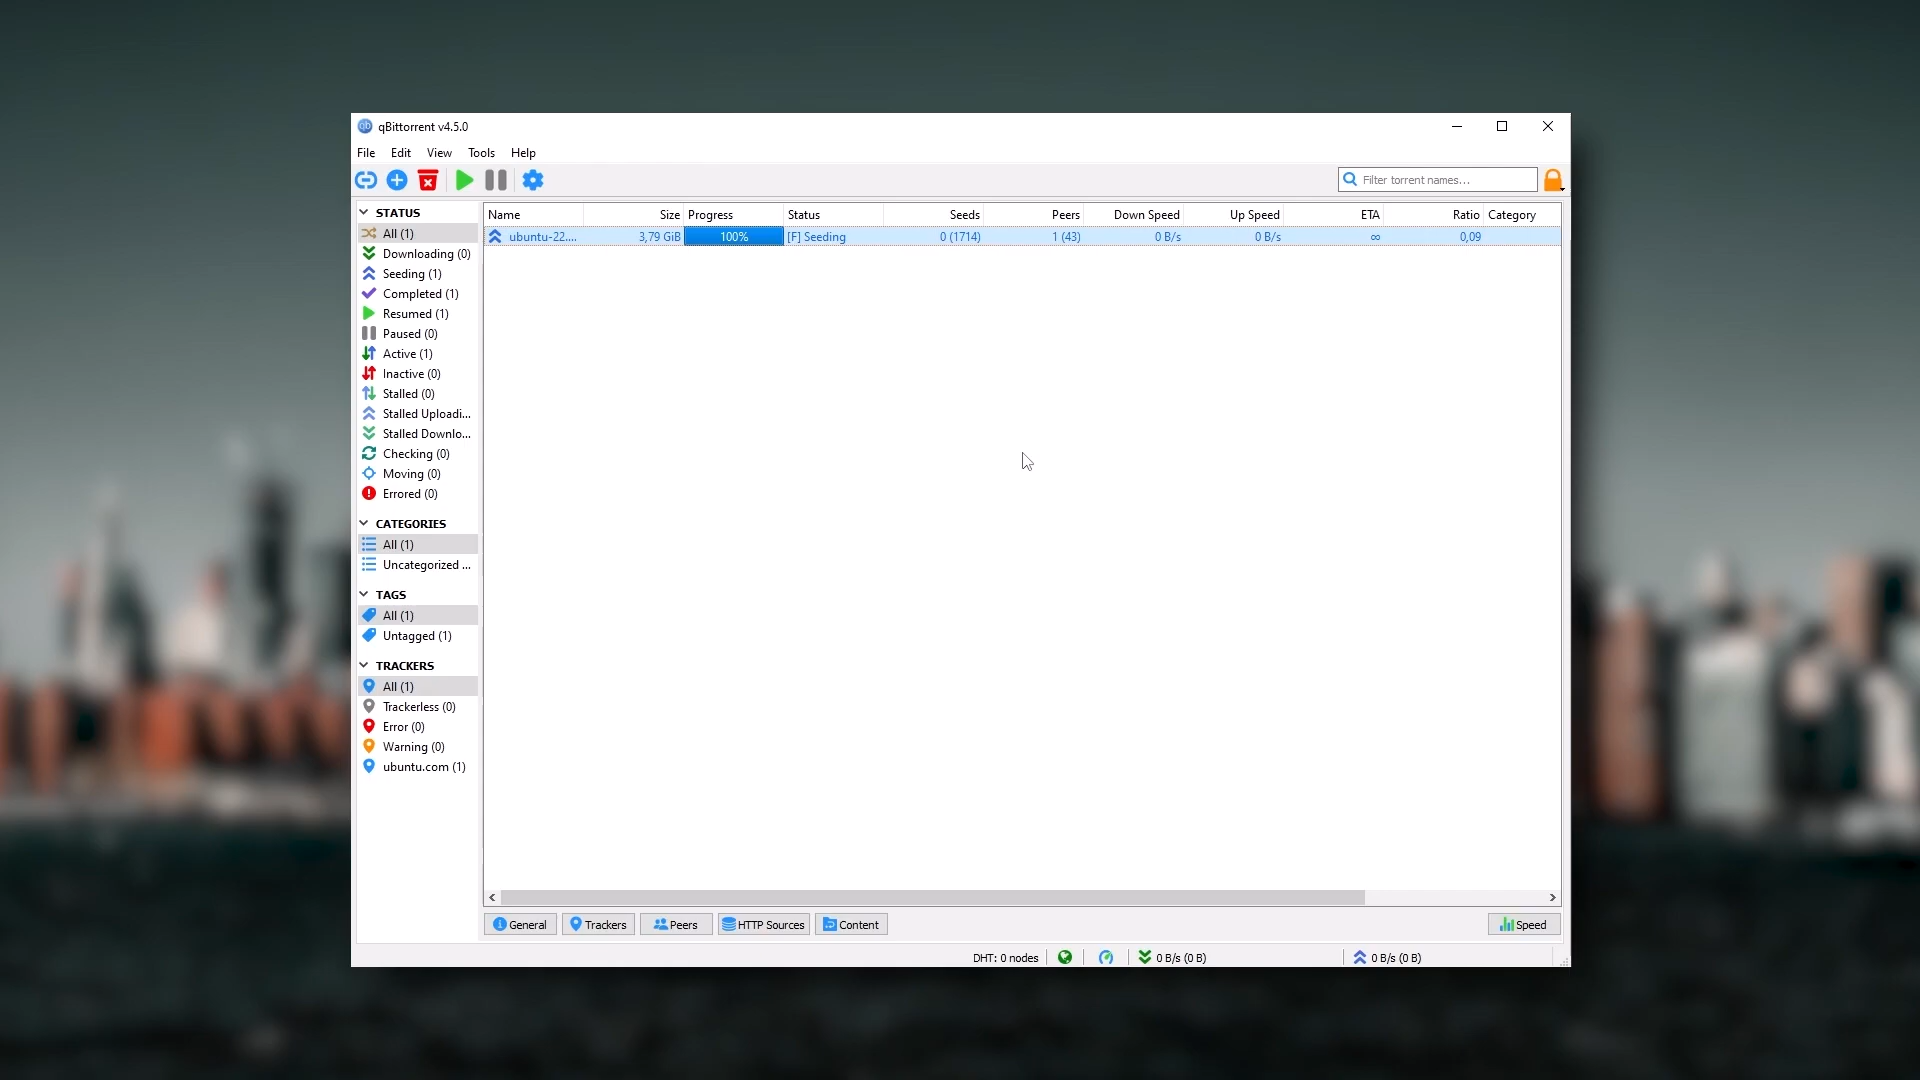 qBittorrent v4.5.0
File Edit View Tools Help
Filter torrent names...
STATUS
All (1)
Downloading (0)
Seeding (1)
Completed (1)
Resumed (1)
Paused (0)
Active (1)
Inactive (0)
Stalled (0)
Stalled Uploadi...
Stalled Downlo...
Checking (0)
Moving (0)
Errored (0)
CATEGORIES
All (1)
Uncategorized ...
TAGS
All (1)
Untagged (1)
TRACKERS
All (1)
Trackerless (0)
Error (0)
Warning (0)
ubuntu.com (1)
Name Size Progress Status Seeds Peers Down Speed Up Speed ETA Ratio Category
ubuntu-22.... 3,79 GiB 100% [F] Seeding 0 (1714) 1 (43) 0 B/s 0 B/s ∞ 0,09
General Trackers Peers HTTP Sources Content Speed
DHT: 0 nodes 0 B/s (0 B) 0 B/s (0 B)